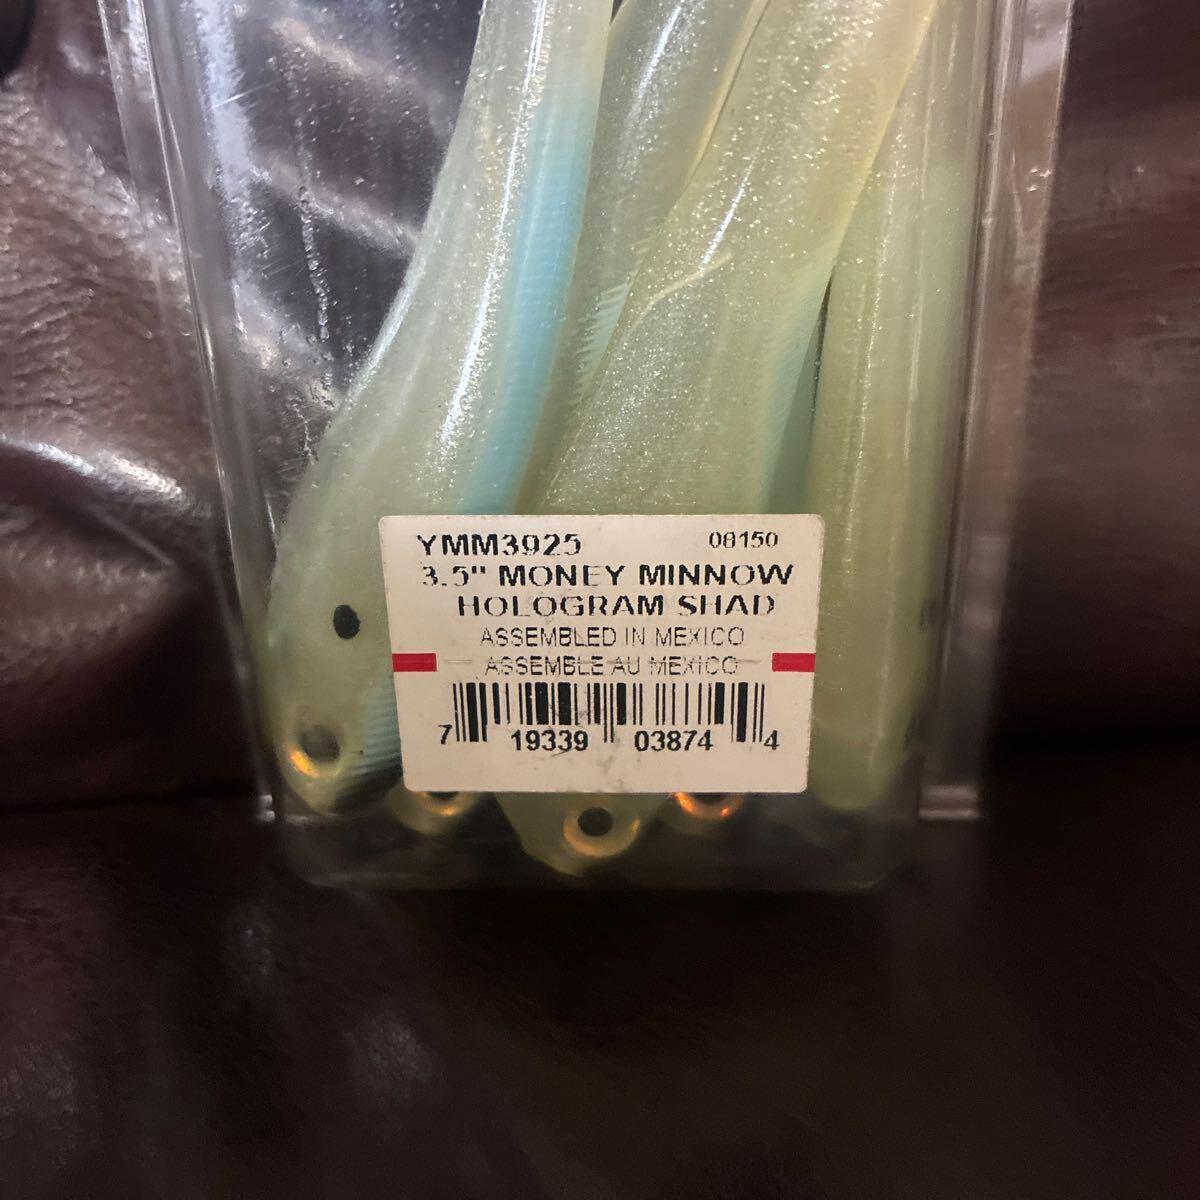 YMM3925 08150
3.5" MONEY MINNOW
HOLOGRAM SHAD
ASSEMBLED IN MEXICO
ASSEMBLE AU MEXICO
7 19339 03874 4